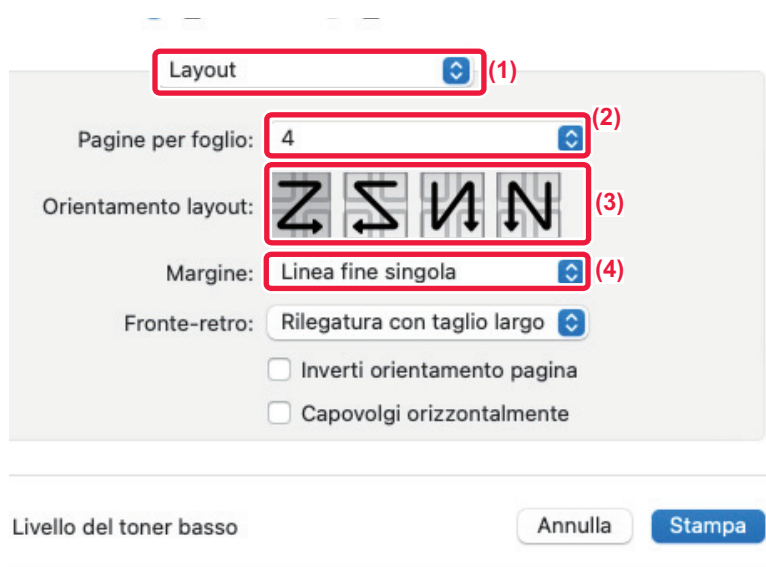 Layout (1)
(2)
Pagine per foglio: 4
Orientamento layout: (3)
Margine: Linea fine singola (4)
Fronte-retro: Rilegatura con taglio largo
Inverti orientamento pagina
Capovolgi orizzontalmente
Livello del toner basso Annulla Stampa